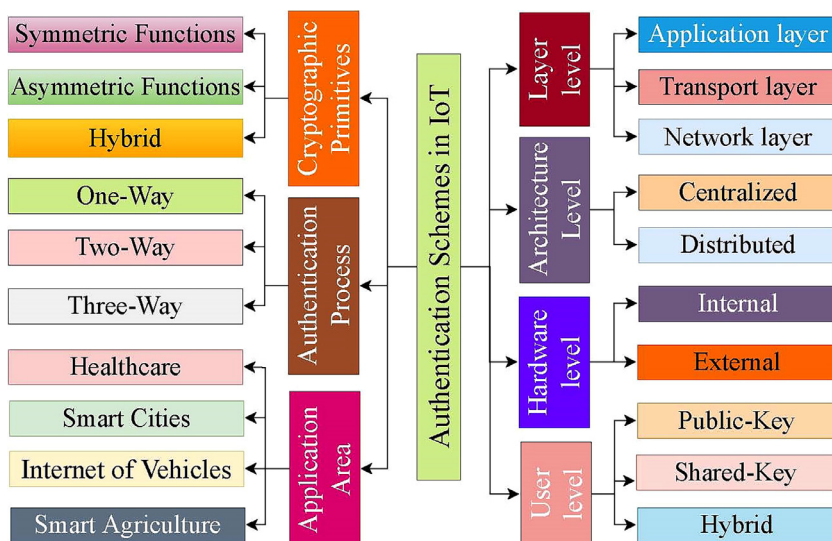 Symmetric Functions
Asymmetric Functions
Hybrid
One-Way
Two-Way
Three-Way
Healthcare
Smart Cities
Internet of Vehicles
Smart Agriculture
Cryptographic
Primitives
Authentication
Process
Application
Area
Authentication Schemes in IoT
Layer
level
Architecture
Level
Hardware
level
User
level
Application layer
Transport layer
Network layer
Centralized
Distributed
Internal
External
Public-Key
Shared-Key
Hybrid